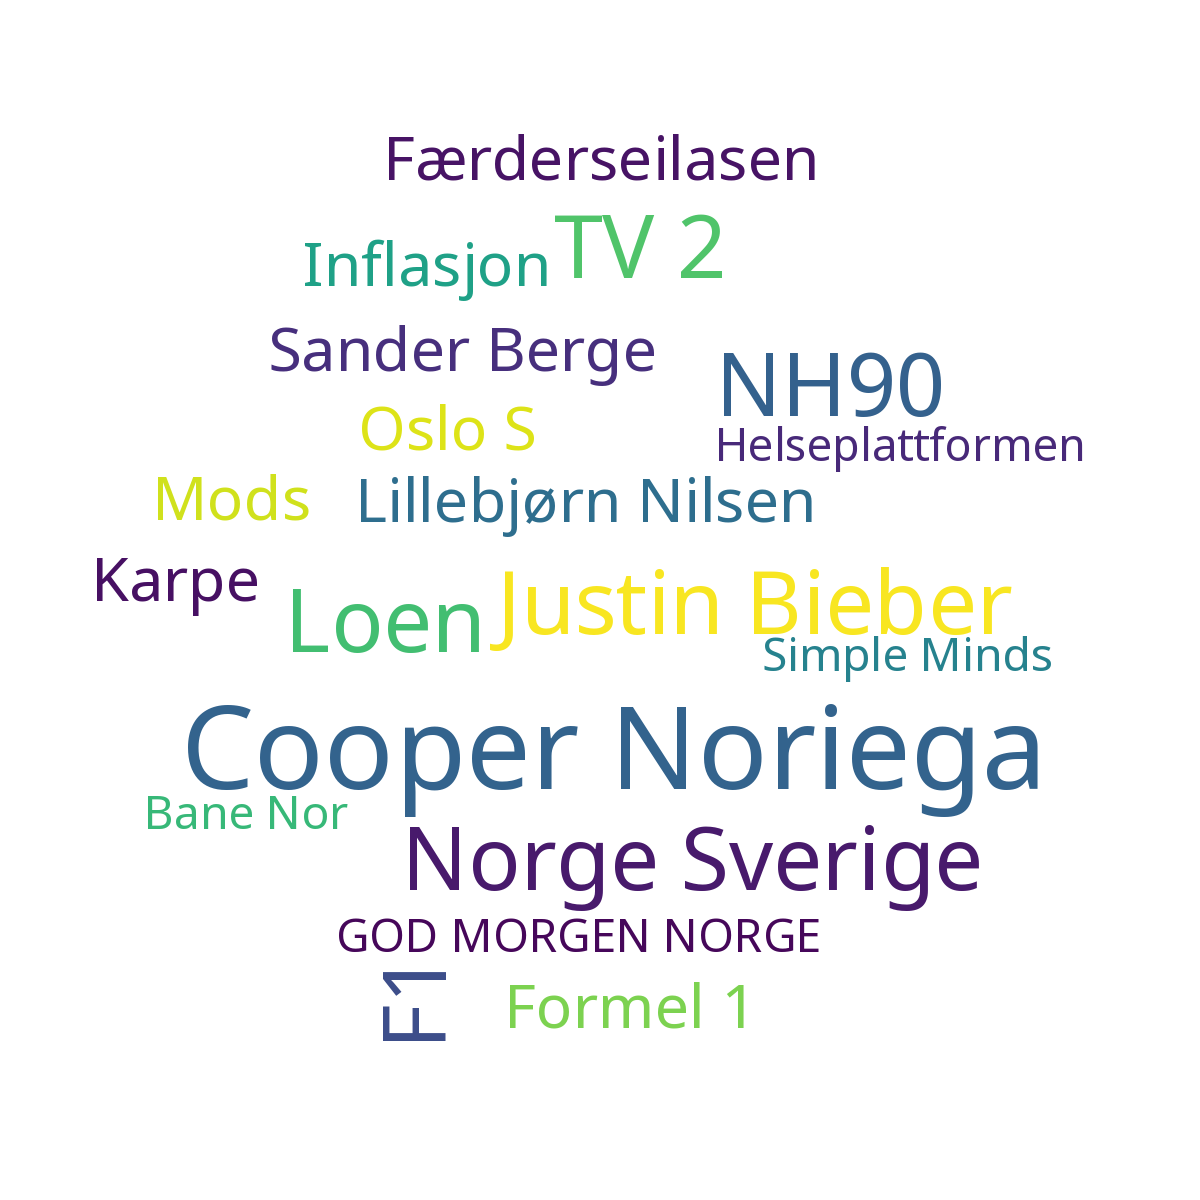 Færderseilasen
TV 2
Inflasjon
Sander Berge
NH90
Oslo S
Helseplattformen
Mods
Lillebjørn Nilsen
Karpe
Loen
Justin Bieber
Simple Minds
Cooper Noriega
Bane Nor
Norge Sverige
GOD MORGEN NORGE
F1
Formel 1